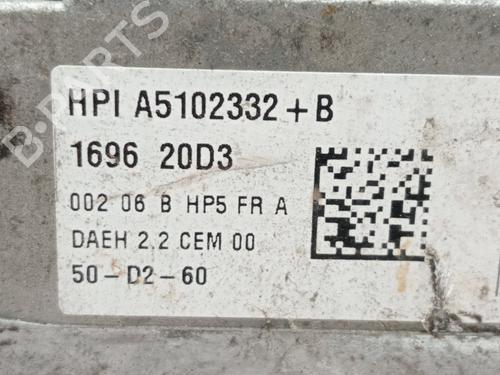 B-PARTS
HPI A5102332+B
1696 20D3
002 06 B HP5 FR A
DAEH 2.2 CEM 00
50-D2-60